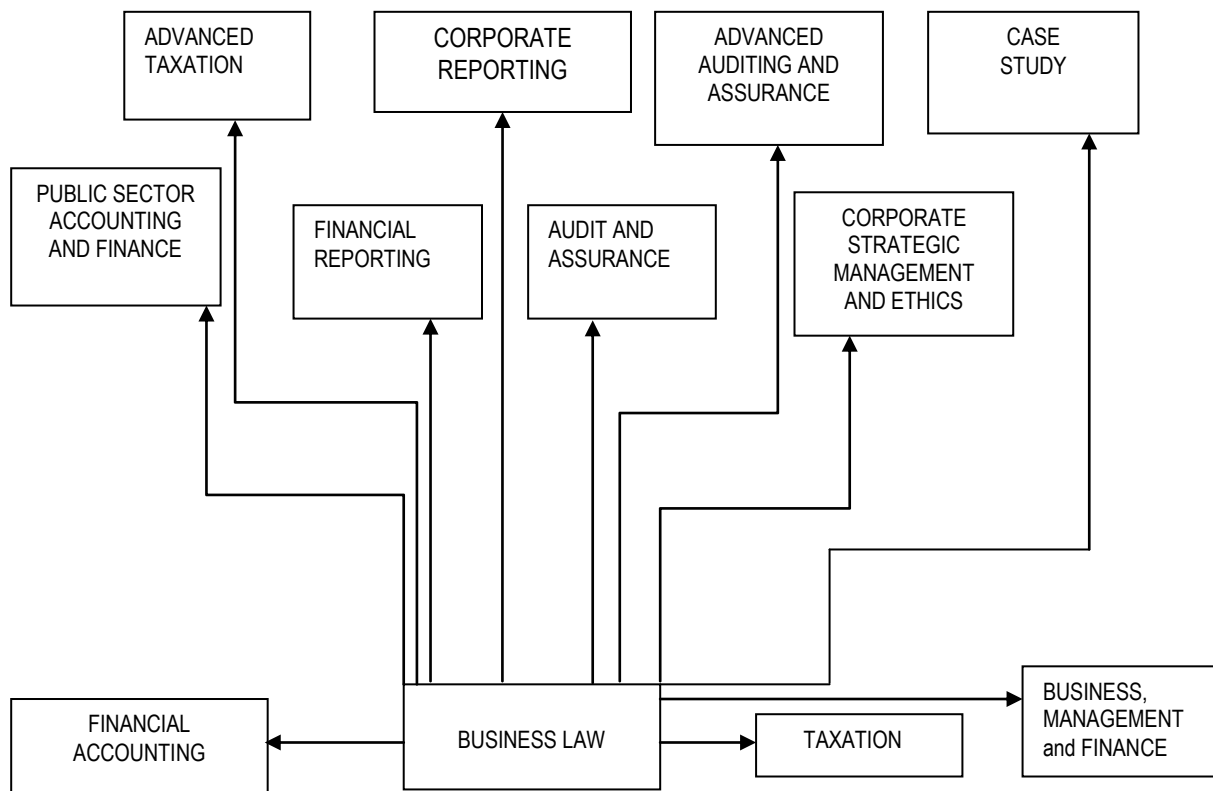 ADVANCED
TAXATION
CORPORATE
REPORTING
ADVANCED
AUDITING AND
ASSURANCE
CASE
STUDY
PUBLIC SECTOR
ACCOUNTING
AND FINANCE
FINANCIAL
REPORTING
AUDIT AND
ASSURANCE
CORPORATE
STRATEGIC
MANAGEMENT
AND ETHICS
FINANCIAL
ACCOUNTING
BUSINESS LAW
TAXATION
BUSINESS,
MANAGEMENT
and FINANCE